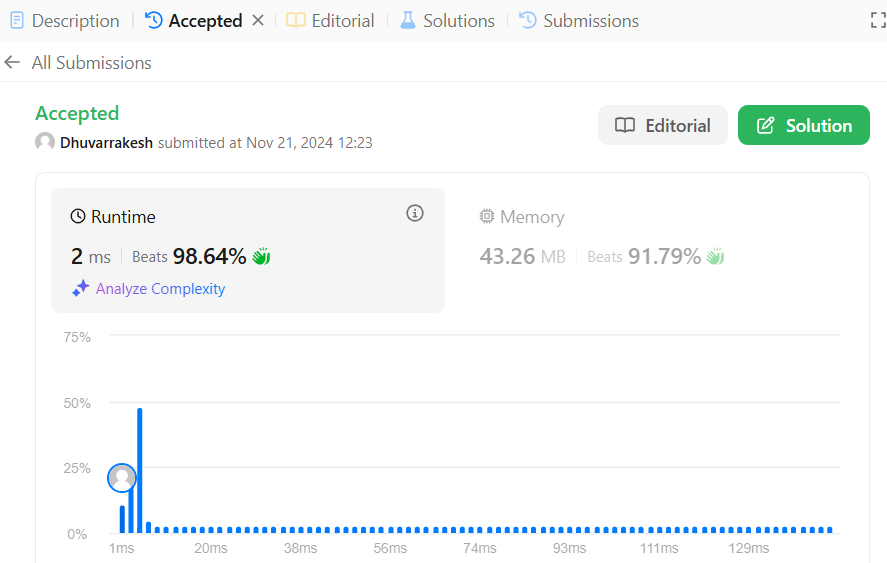 Description Accepted Editorial Solutions Submissions
All Submissions
Accepted
Dhuvarrakesh submitted at Nov 21, 2024 12:23
Editorial
Solution
Runtime
2 ms Beats 98.64%
Analyze Complexity
Memory
43.26 MB Beats 91.79%
75%
50%
25%
0%
1ms 20ms 38ms 56ms 74ms 93ms 111ms 129ms